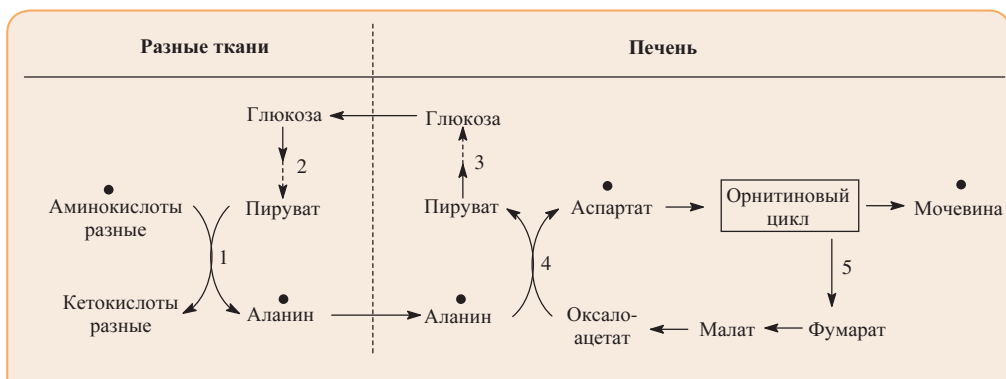 Разные ткани
Печень
Глюкоза
Глюкоза
2
3
Аминокислоты
разные
Пируват
Пируват
Аспартат
Орнитиновый
цикл
Мочевина
1
4
5
Кетокислоты
разные
Аланин
Аланин
Оксало-
ацетат
Малат
Фумарат